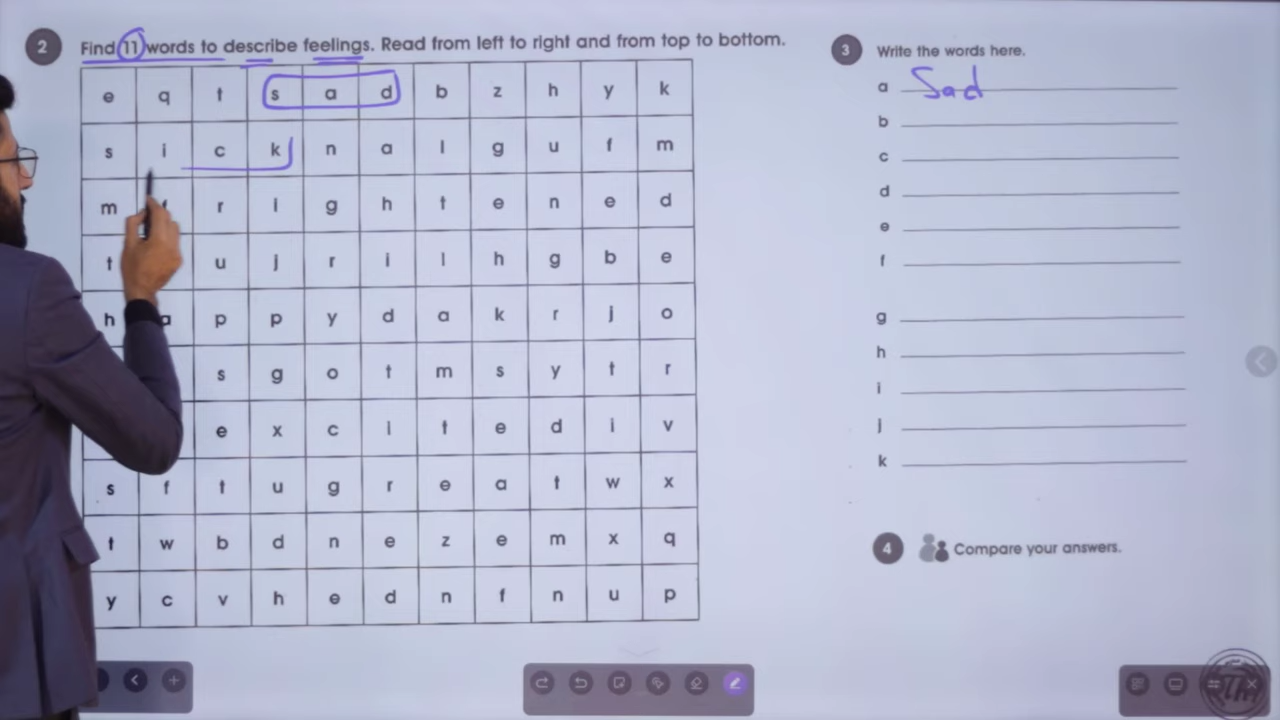 2 Find 11 words to describe feelings. Read from left to right and from top to bottom.
e q t s a d b z h y k
s i c k n a l g u f m
m r i g h t e n e d
t u j r i l h g b e
h a p p y d a k r j o
s g o t m s y t r
e x c i t e d i v
s f t u g r e a t w x
t w b d n e z e m x q
y c v h e d n f n u p
3 Write the words here.
a Sad
b
c
d
e
f
g
h
i
j
k
4 Compare your answers.